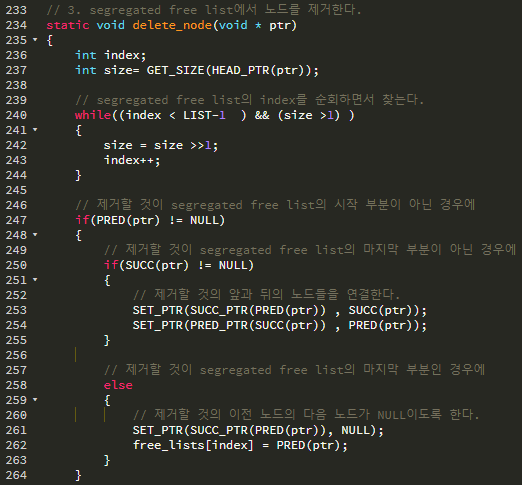 233 // 3. segregated free list에서 노드를 제거한다.
234 static void delete_node(void * ptr)
235 {
236 int index;
237 int size= GET_SIZE(HEAD_PTR(ptr));
238
239 // segregated free list의 index를 순회하면서 찾는다.
240 while((index < LIST-1  ) && (size >1) )
241 {
242 size = size >>1;
243 index++;
244 }
245
246 // 제거할 것이 segregated free list의 시작 부분이 아닌 경우에
247 if(PRED(ptr) != NULL)
248 {
249 // 제거할 것이 segregated free list의 마지막 부분이 아닌 경우에
250 if(SUCC(ptr) != NULL)
251 {
252 // 제거할 것의 앞과 뒤의 노드들을 연결한다.
253 SET_PTR(SUCC_PTR(PRED(ptr)) , SUCC(ptr));
254 SET_PTR(PRED_PTR(SUCC(ptr)) , PRED(ptr));
255 }
256
257 // 제거할 것이 segregated free list의 마지막 부분인 경우에
258 else
259 {
260 // 제거할 것의 이전 노드의 다음 노드가 NULL이도록 한다.
261 SET_PTR(SUCC_PTR(PRED(ptr)), NULL);
262 free_lists[index] = PRED(ptr);
263 }
264 }